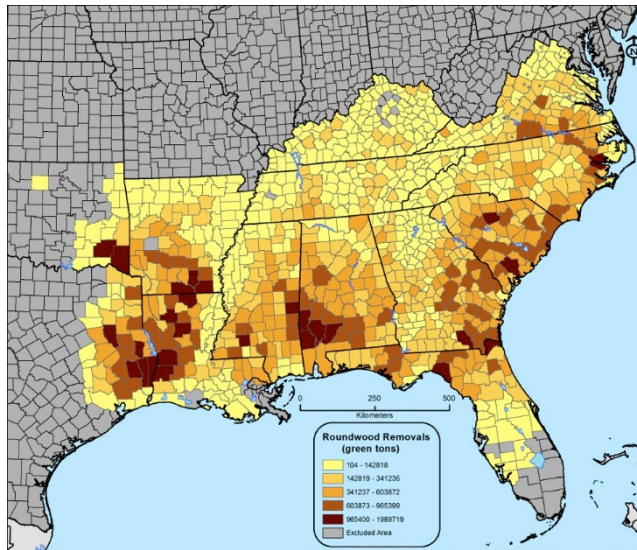 N
0 250 500
Kilometers
Roundwood Removals
(green tons)
104 - 142818
142819 - 341236
341237 - 603872
603873 - 965399
965400 - 1989719
Excluded Area